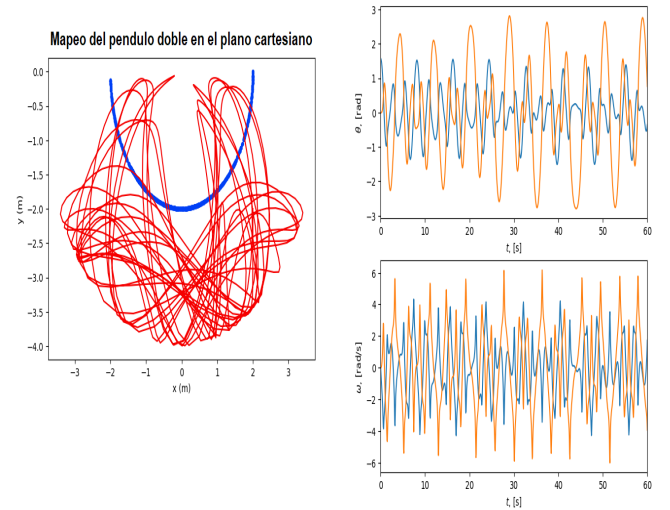 Mapeo del pendulo doble en el plano cartesiano
0.0
−0.5
−1.0
−1.5
−2.0
−2.5
−3.0
−3.5
−4.0
y (m)
−3 −2 −1 0 1 2 3
x (m)
3
2
1
0
−1
−2
−3
θ, [rad]
0 10 20 30 40 50 60
t, [s]
6
4
2
0
−2
−4
−6
ω, [rad/s]
0 10 20 30 40 50 60
t, [s]